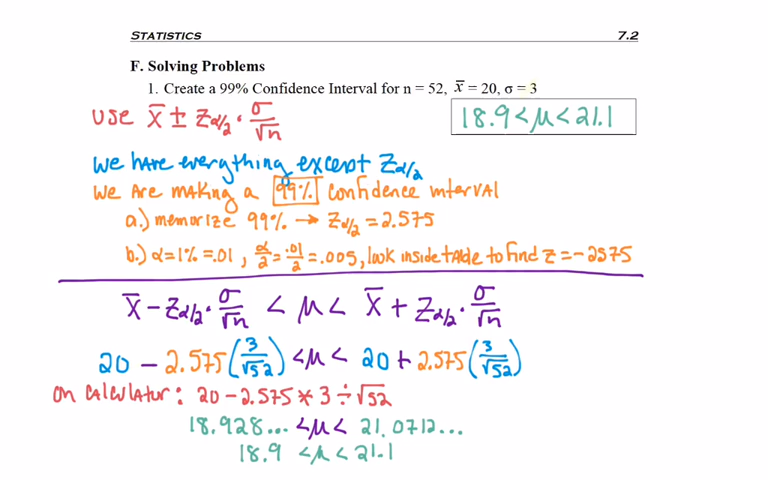 STATISTICS 7.2
F. Solving Problems
1. Create a 99% Confidence Interval for n = 52, x̄ = 20, σ = 3
18.9 < μ < 21.1
USE x̄ ± Zα/2 · σ/√n
We HAve everything except Zα/2
We Are MAKing a 99% confidence intervAl
a.) memorize 99% → Zα/2 = 2.575
b.) α = 1% = .01 , α/2 = .01/2 = .005, look inside tAble to find z = -2575
x̄ - Zα/2 · σ/√n < μ < x̄ + Zα/2 · σ/√n
20 - 2.575 (3/√52) < μ < 20 + 2.575 (3/√52)
On CAlculAtor : 20 - 2.575 * 3 ÷ √52
18.928... < μ < 21.0712...
18.9 < μ < 21.1